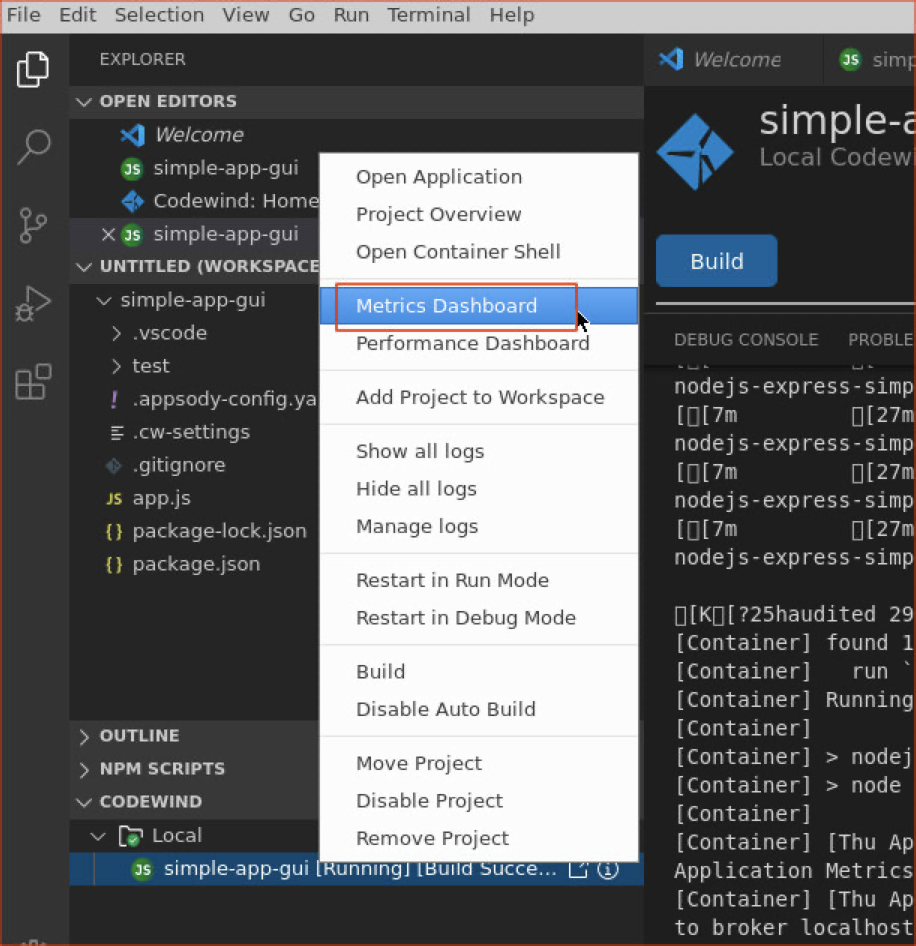 File Edit Selection View Go Run Terminal Help
EXPLORER
OPEN EDITORS
Welcome
JS simple-app-gui
Codewind: Home
JS simple-app-gui
UNTITLED (WORKSPACE
simple-app-gui
.vscode
test
! .appsody-config.ya
.cw-settings
.gitignore
JS app.js
{} package-lock.json
{} package.json
OUTLINE
NPM SCRIPTS
CODEWIND
Local
JS simple-app-gui [Running] [Build Succe...
Open Application
Project Overview
Open Container Shell
Metrics Dashboard
Performance Dashboard
Add Project to Workspace
Show all logs
Hide all logs
Manage logs
Restart in Run Mode
Restart in Debug Mode
Build
Disable Auto Build
Move Project
Disable Project
Remove Project
Welcome JS simp
simple-a
Local Codewi
Build
DEBUG CONSOLE PROBLE
nodejs-express-simp
[▯[7m ▯[27m
nodejs-express-simp
[▯[7m ▯[27m
nodejs-express-simp
[▯[7m ▯[27m
nodejs-express-simp
▯[K▯[?25haudited 29
[Container] found 1
[Container] run `
[Container] Running
[Container]
[Container] > nodej
[Container] > node
[Container]
[Container] [Thu Ap
Application Metrics
[Container] [Thu Ap
to broker localhost